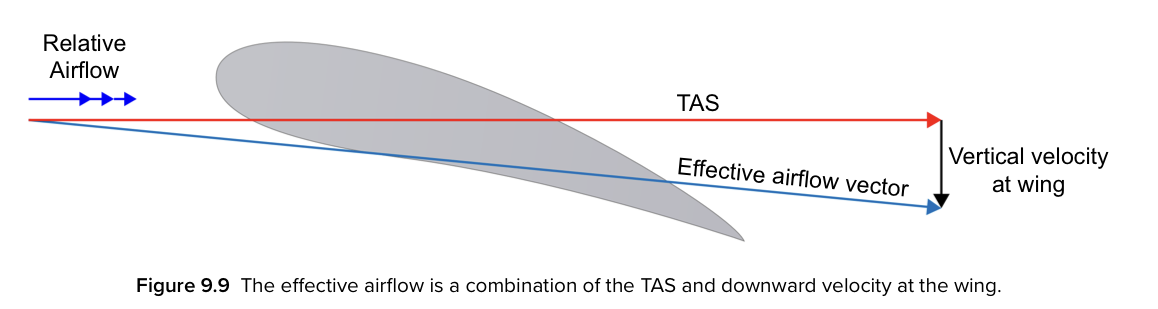 Relative
Airflow
TAS
Effective airflow vector
Vertical velocity
at wing
Figure 9.9 The effective airflow is a combination of the TAS and downward velocity at the wing.